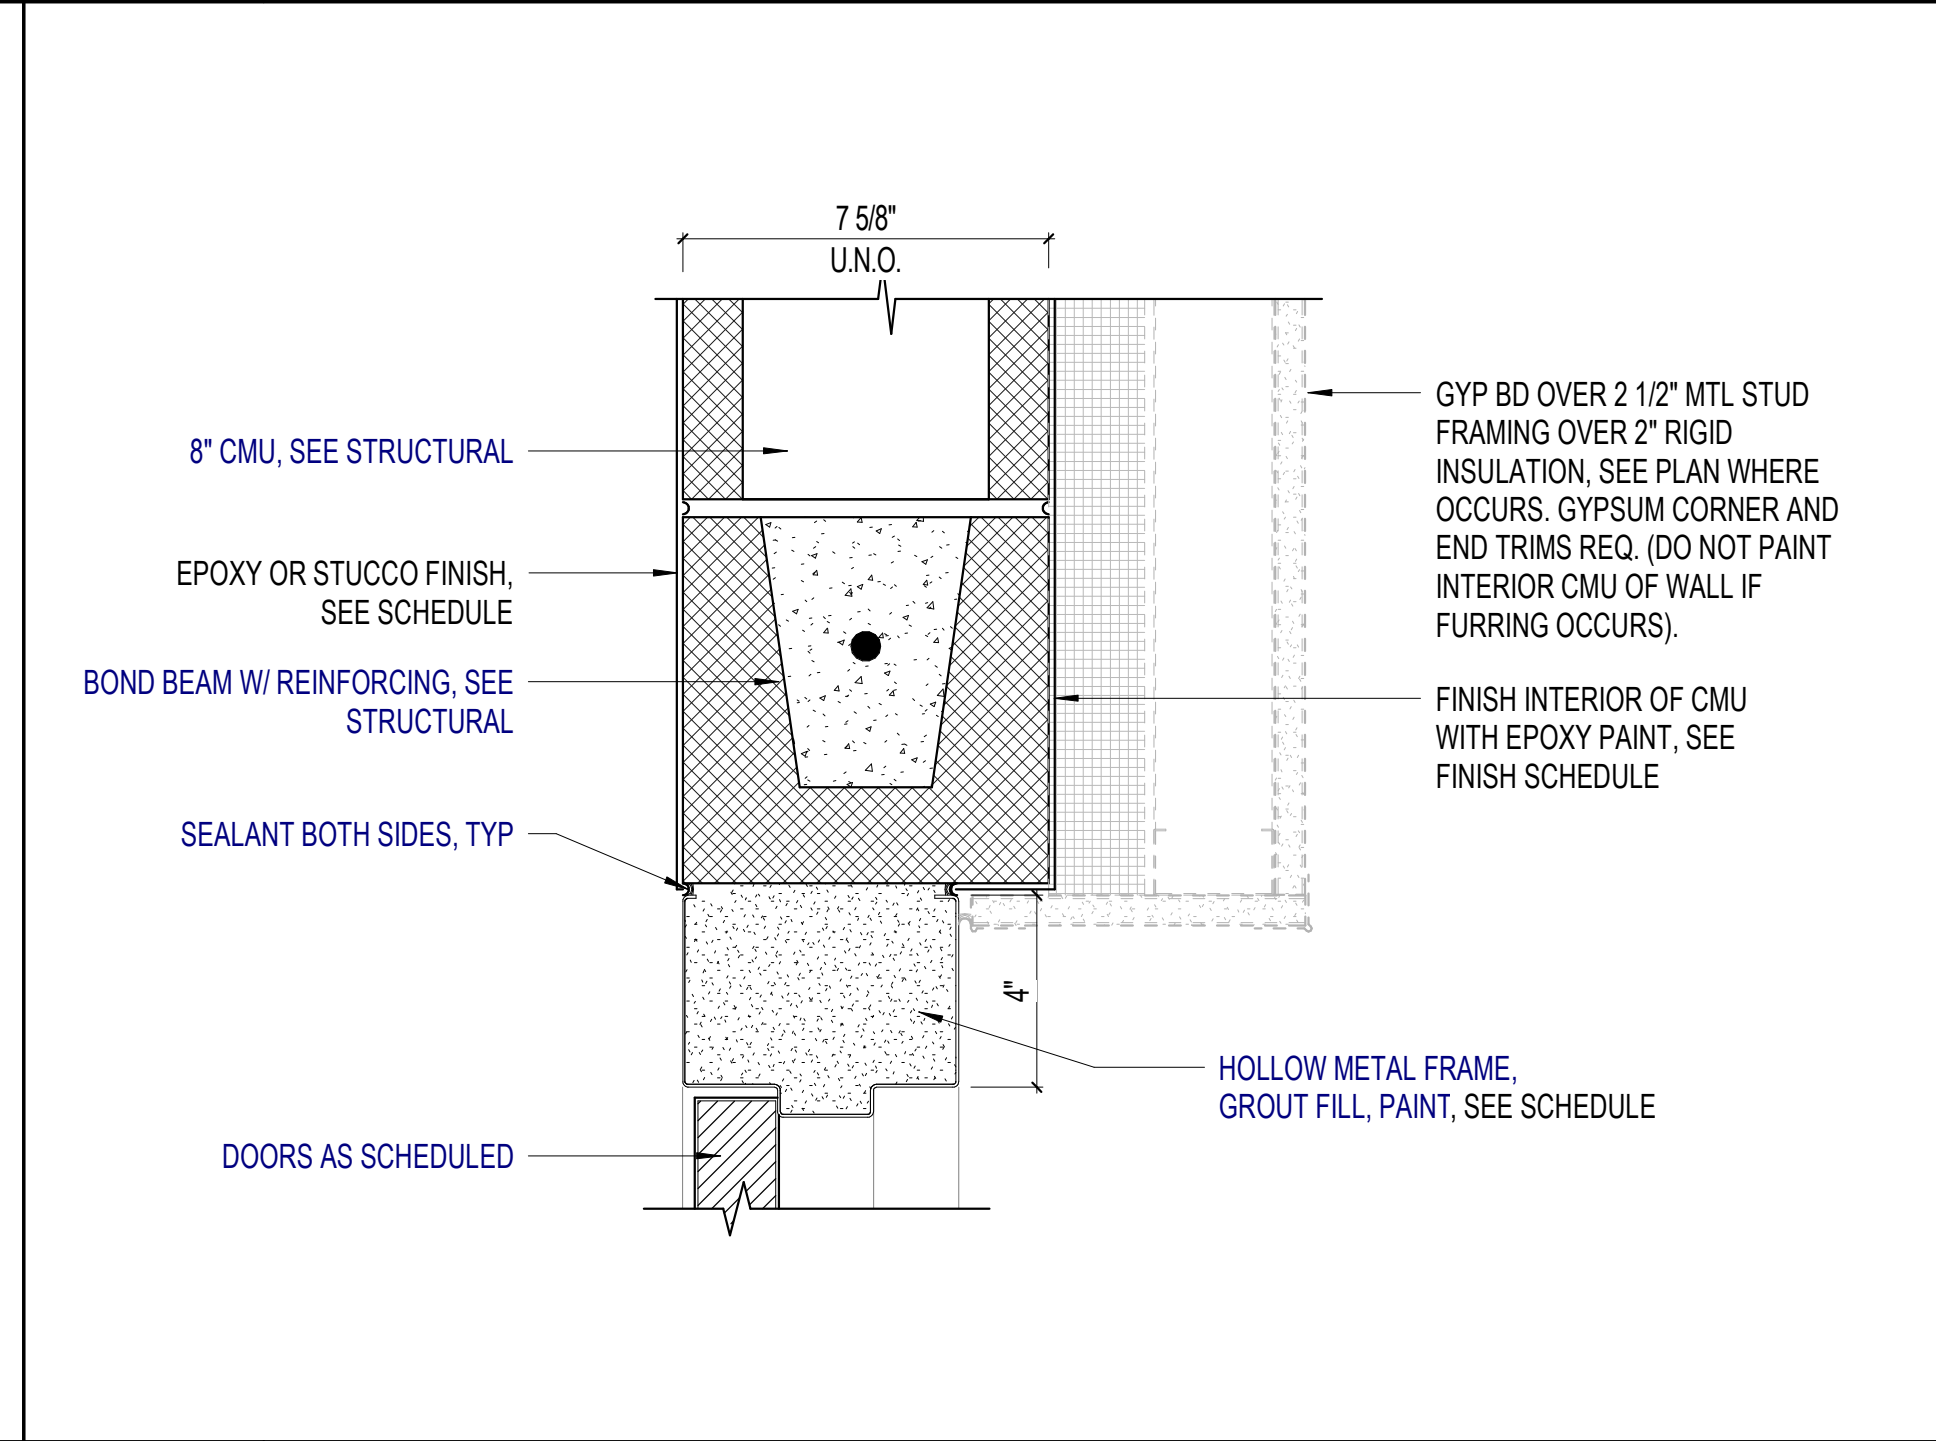 7 5/8"
U.N.O.
8" CMU, SEE STRUCTURAL
EPOXY OR STUCCO FINISH,
SEE SCHEDULE
BOND BEAM W/ REINFORCING, SEE
STRUCTURAL
SEALANT BOTH SIDES, TYP
DOORS AS SCHEDULED
GYP BD OVER 2 1/2" MTL STUD
FRAMING OVER 2" RIGID
INSULATION, SEE PLAN WHERE
OCCURS. GYPSUM CORNER AND
END TRIMS REQ. (DO NOT PAINT
INTERIOR CMU OF WALL IF
FURRING OCCURS).
FINISH INTERIOR OF CMU
WITH EPOXY PAINT, SEE
FINISH SCHEDULE
4"
HOLLOW METAL FRAME,
GROUT FILL, PAINT, SEE SCHEDULE